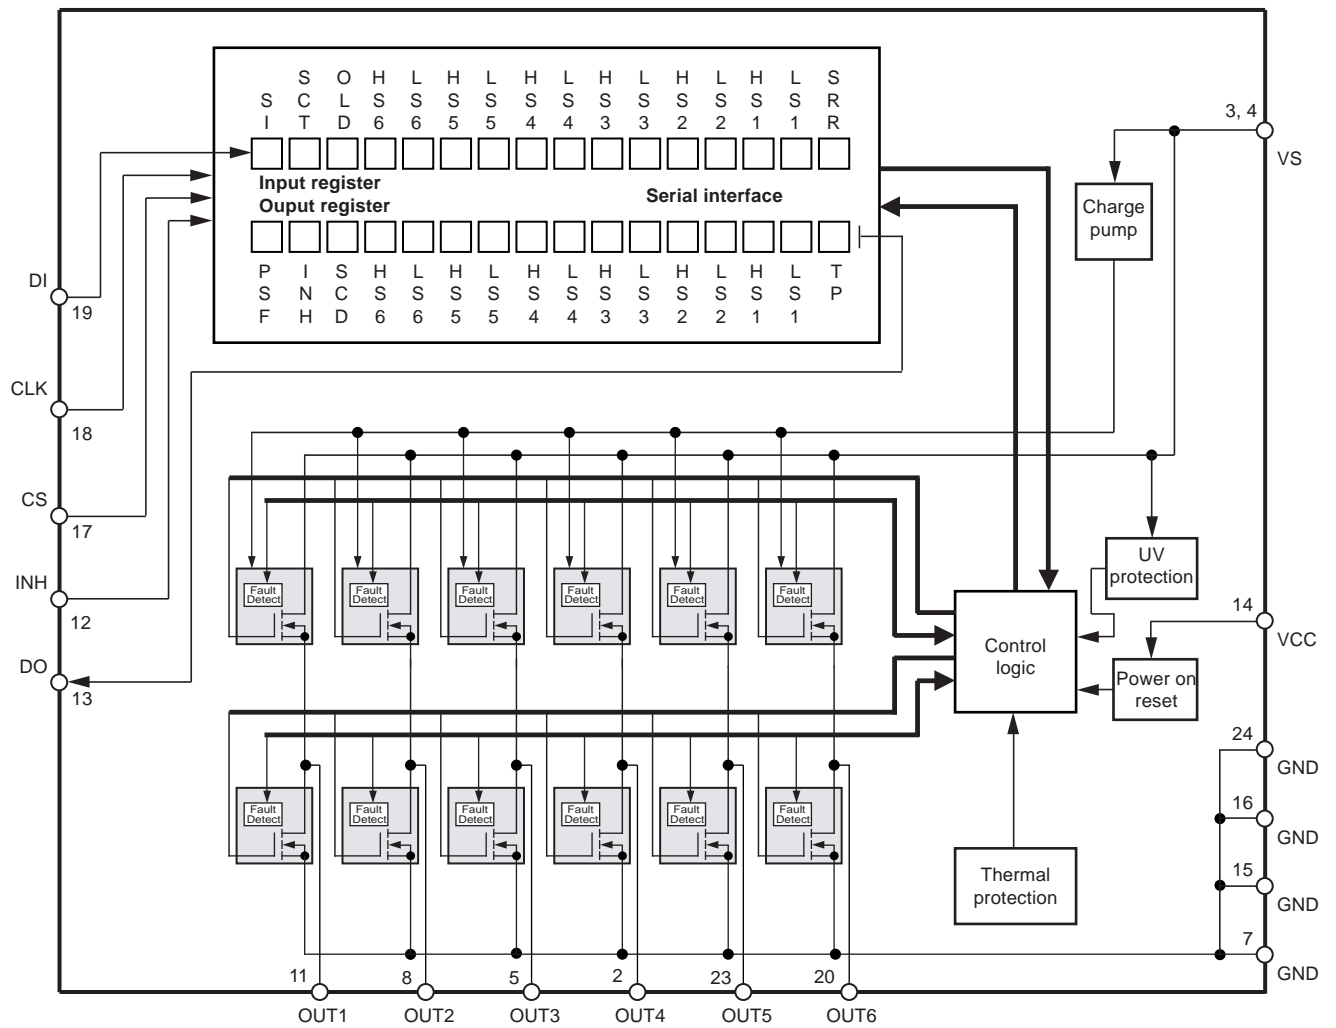 S O H L H L H L H L H L H L S
S C L S S S S S S S S S S S S R
I T D 6 6 5 5 4 4 3 3 2 2 1 1 R
3, 4
VS
Input register
Serial interface
Ouput register
Charge
pump
P I S H L H L H L H L H L H L T
S N C S S S S S S S S S S S S P
F H D 6 6 5 5 4 4 3 3 2 2 1 1
DI
19
CLK
18
CS
17
INH
12
DO
13
UV
protection
14
VCC
Control
logic
Power on
reset
Fault
Detect
Fault
Detect
Fault
Detect
Fault
Detect
Fault
Detect
Fault
Detect
24
GND
16
GND
15
GND
7
GND
Fault
Detect
Fault
Detect
Fault
Detect
Fault
Detect
Fault
Detect
Fault
Detect
Thermal
protection
11 8 5 2 23 20
OUT1 OUT2 OUT3 OUT4 OUT5 OUT6